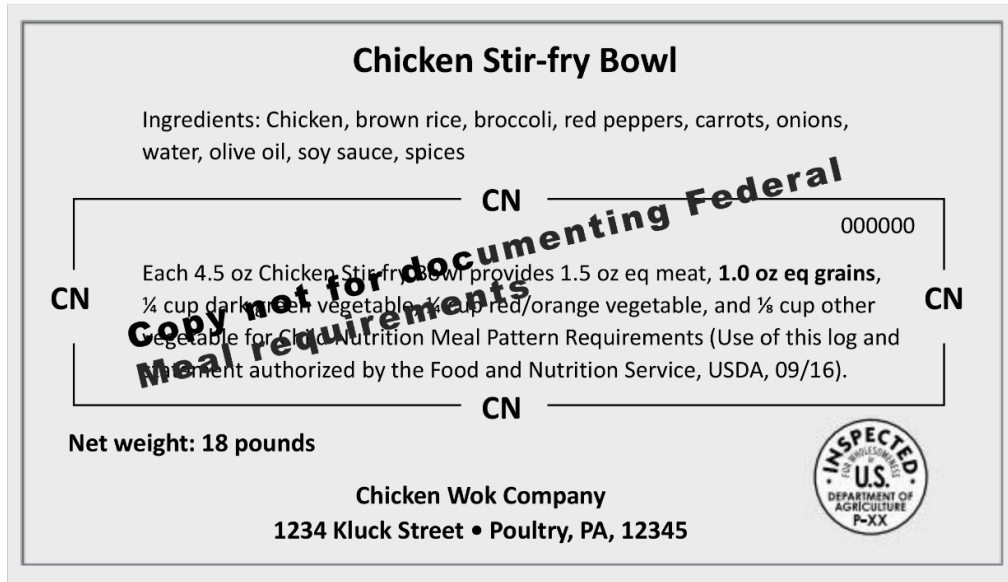 Chicken Stir-fry Bowl
Ingredients: Chicken, brown rice, broccoli, red peppers, carrots, onions,
water, olive oil, soy sauce, spices
CN
000000
Each 4.5 oz Chicken Stir-fry Bowl provides 1.5 oz eq meat, 1.0 oz eq grains,
CN
¼ cup dark green vegetable, ¼ cup red/orange vegetable, and ⅛ cup other
CN
vegetable for Child Nutrition Meal Pattern Requirements (Use of this log and
statement authorized by the Food and Nutrition Service, USDA, 09/16).
Copy not for documenting Federal
Meal requirements
CN
Net weight: 18 pounds
Chicken Wok Company
1234 Kluck Street • Poultry, PA, 12345
INSPECTED
FOR WHOLESOMENESS
BY
U.S.
DEPARTMENT OF
AGRICULTURE
P-XX